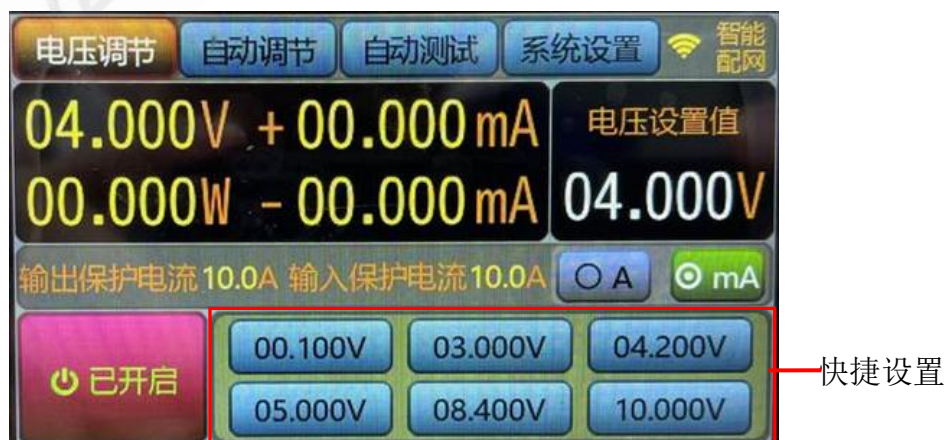 电压调节 自动调节 自动测试 系统设置 智能配网
04.000V +00.000mA 电压设置值
00.000W -00.000mA 04.000V
输出保护电流10.0A 输入保护电流10.0A A mA
已开启 00.100V 03.000V 04.200V
05.000V 08.400V 10.000V
快捷设置